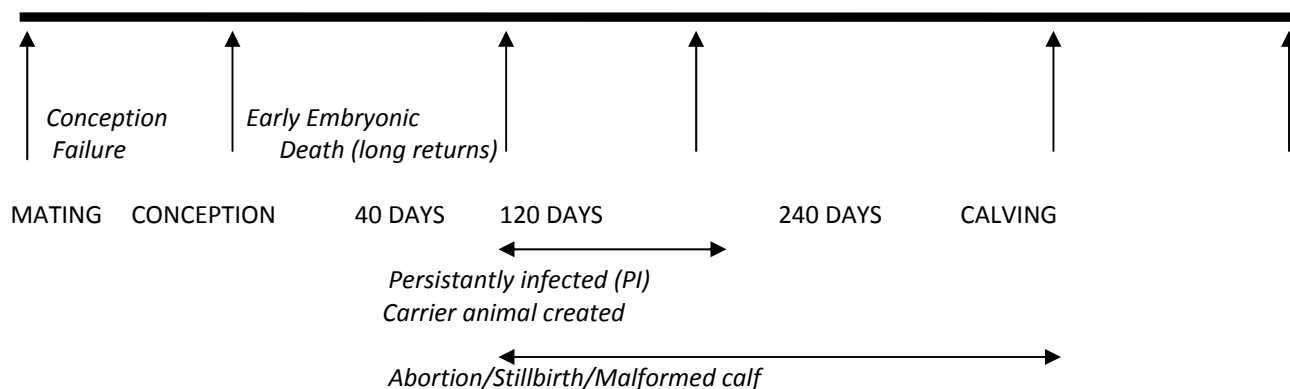 Conception Early Embryonic
Failure Death (long returns)
MATING CONCEPTION 40 DAYS 120 DAYS 240 DAYS CALVING
Persistantly infected (PI)
Carrier animal created
Abortion/Stillbirth/Malformed calf